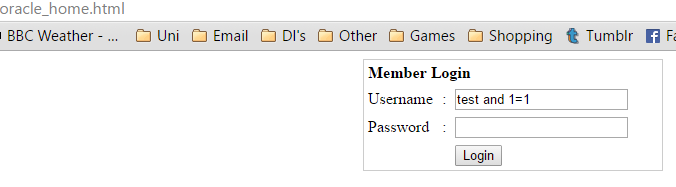 oracle_home.html
BBC Weather - ... Uni Email DI's Other Games Shopping Tumblr
Member Login
Username : test and 1=1
Password :
Login